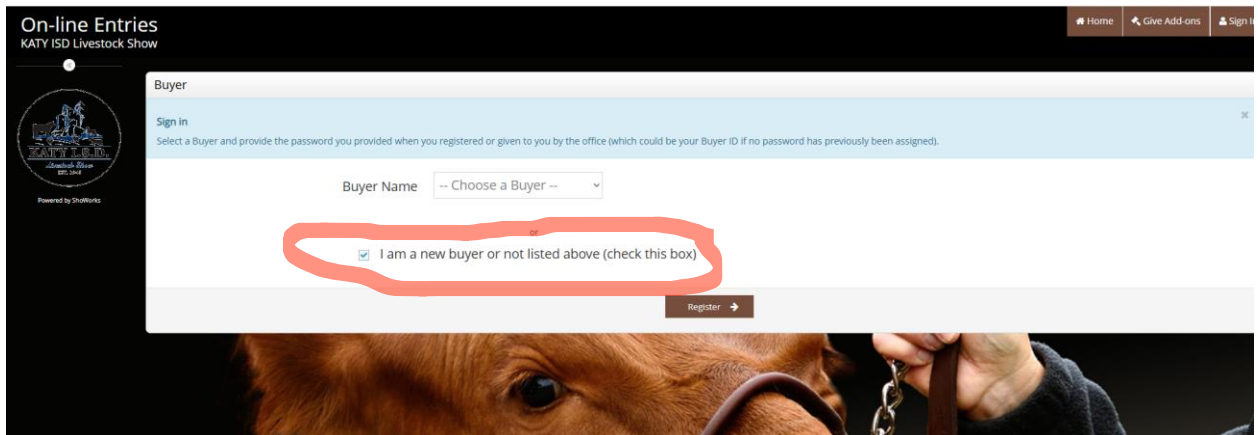 On-line Entries
KATY ISD Livestock Show
Home
Give Add-ons
Sign In
Buyer
Sign in
Select a Buyer and provide the password you provided when you registered or given to you by the office (which could be your Buyer ID if no password has previously been assigned).
KATY I.S.D.
Livestock Show
Powered by ShoWorks
Buyer Name
-- Choose a Buyer --
or
I am a new buyer or not listed above (check this box)
Register